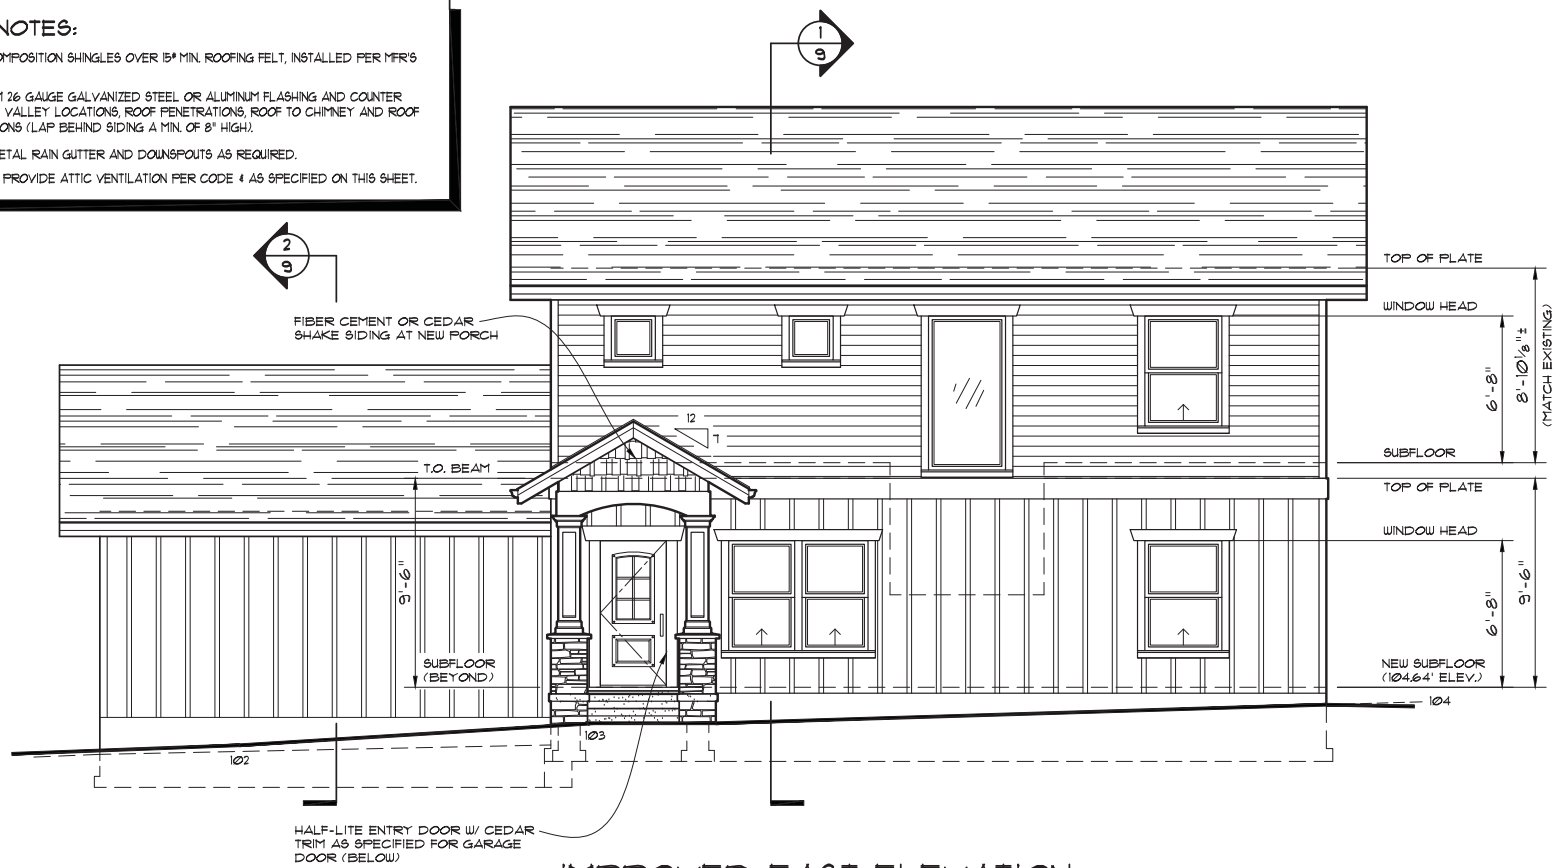 NOTES:
OMPOSITION SHINGLES OVER 15# MIN. ROOFING FELT, INSTALLED PER MFR'S
26 GAUGE GALVANIZED STEEL OR ALUMINUM FLASHING AND COUNTER
VALLEY LOCATIONS, ROOF PENETRATIONS, ROOF TO CHIMNEY AND ROOF
ONS (LAP BEHIND SIDING A MIN. OF 8" HIGH).
ETAL RAIN GUTTER AND DOWNSPOUTS AS REQUIRED.
PROVIDE ATTIC VENTILATION PER CODE & AS SPECIFIED ON THIS SHEET.
1
9
2
9
FIBER CEMENT OR CEDAR
SHAKE SIDING AT NEW PORCH
12
7
T.O. BEAM
9'-6"
SUBFLOOR
(BEYOND)
TOP OF PLATE
WINDOW HEAD
6'-8"
8'-10 1/8"±
(MATCH EXISTING)
SUBFLOOR
TOP OF PLATE
WINDOW HEAD
6'-8"
9'-6"
NEW SUBFLOOR
(104.64' ELEV.)
104
103
102
HALF-LITE ENTRY DOOR W/ CEDAR
TRIM AS SPECIFIED FOR GARAGE
DOOR (BELOW)
IMPROVED EAST ELEVATION